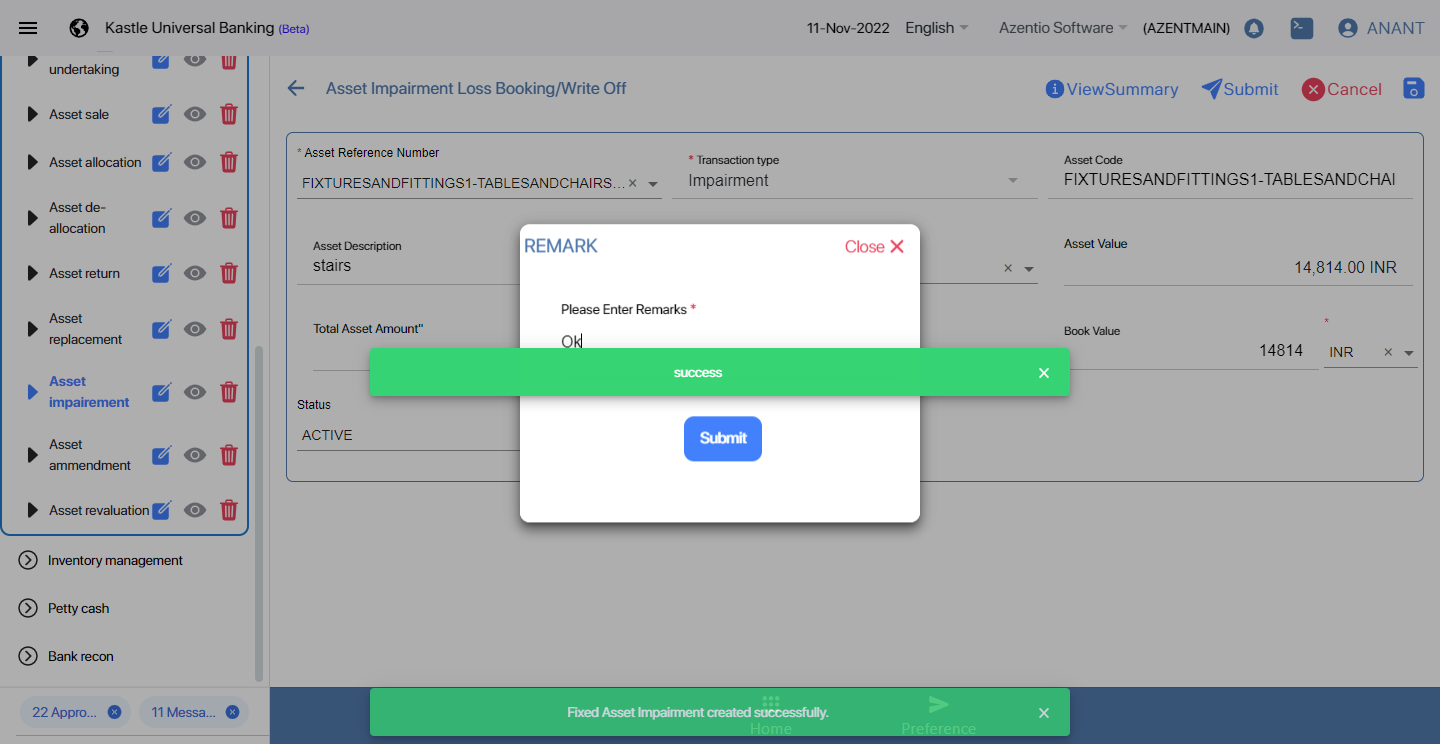 Kastle Universal Banking (Beta)
11-Nov-2022
English
Azentio Software
(AZENTMAIN)
ANANT
undertaking
Asset sale
Asset allocation
Asset de-
allocation
Asset return
Asset
replacement
Asset
impairement
Asset
ammendment
Asset revaluation
Inventory management
Petty cash
Bank recon
22 Appro...
11 Messa...
Asset Impairment Loss Booking/Write Off
ViewSummary
Submit
Cancel
* Asset Reference Number
FIXTURESANDFITTINGS1-TABLESANDCHAIRS...
* Transaction type
Impairment
Asset Code
FIXTURESANDFITTINGS1-TABLESANDCHAI
Asset Description
stairs
Asset Value
14,814.00 INR
Total Asset Amount"
Book Value
14814
*
INR
Status
ACTIVE
REMARK
Close
Please Enter Remarks *
Ok
success
Submit
Fixed Asset Impairment created successfully.
Home
Preference